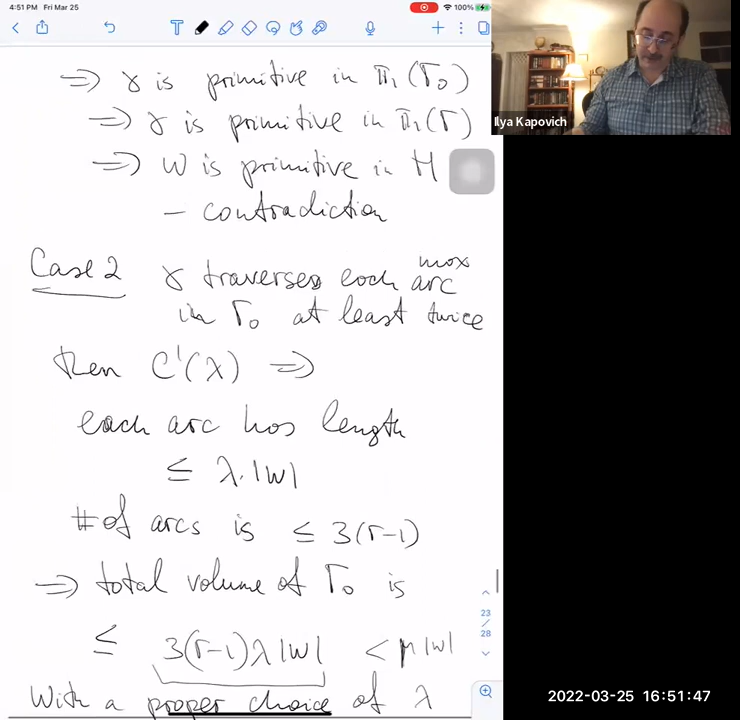 4:51 PM Fri Mar 25
100%
T
⇒ γ is primitive in π₁(Γ₀)
⇒ γ is primitive in π₁(Γ)
⇒ W is primitive in H
- contradiction
Ilya Kapovich
Case 2 γ traverses each max arc
in Γ₀ at least twice
then C'(λ) ⇒
each arc has length
≤ λ·|w|
# of arcs is ≤ 3(r-1)
⇒ total volume of Γ₀ is
≤ 3(r-1)λ|w| < μ|w|
With a proper choice of λ
23
/
28
2022-03-25 16:51:47